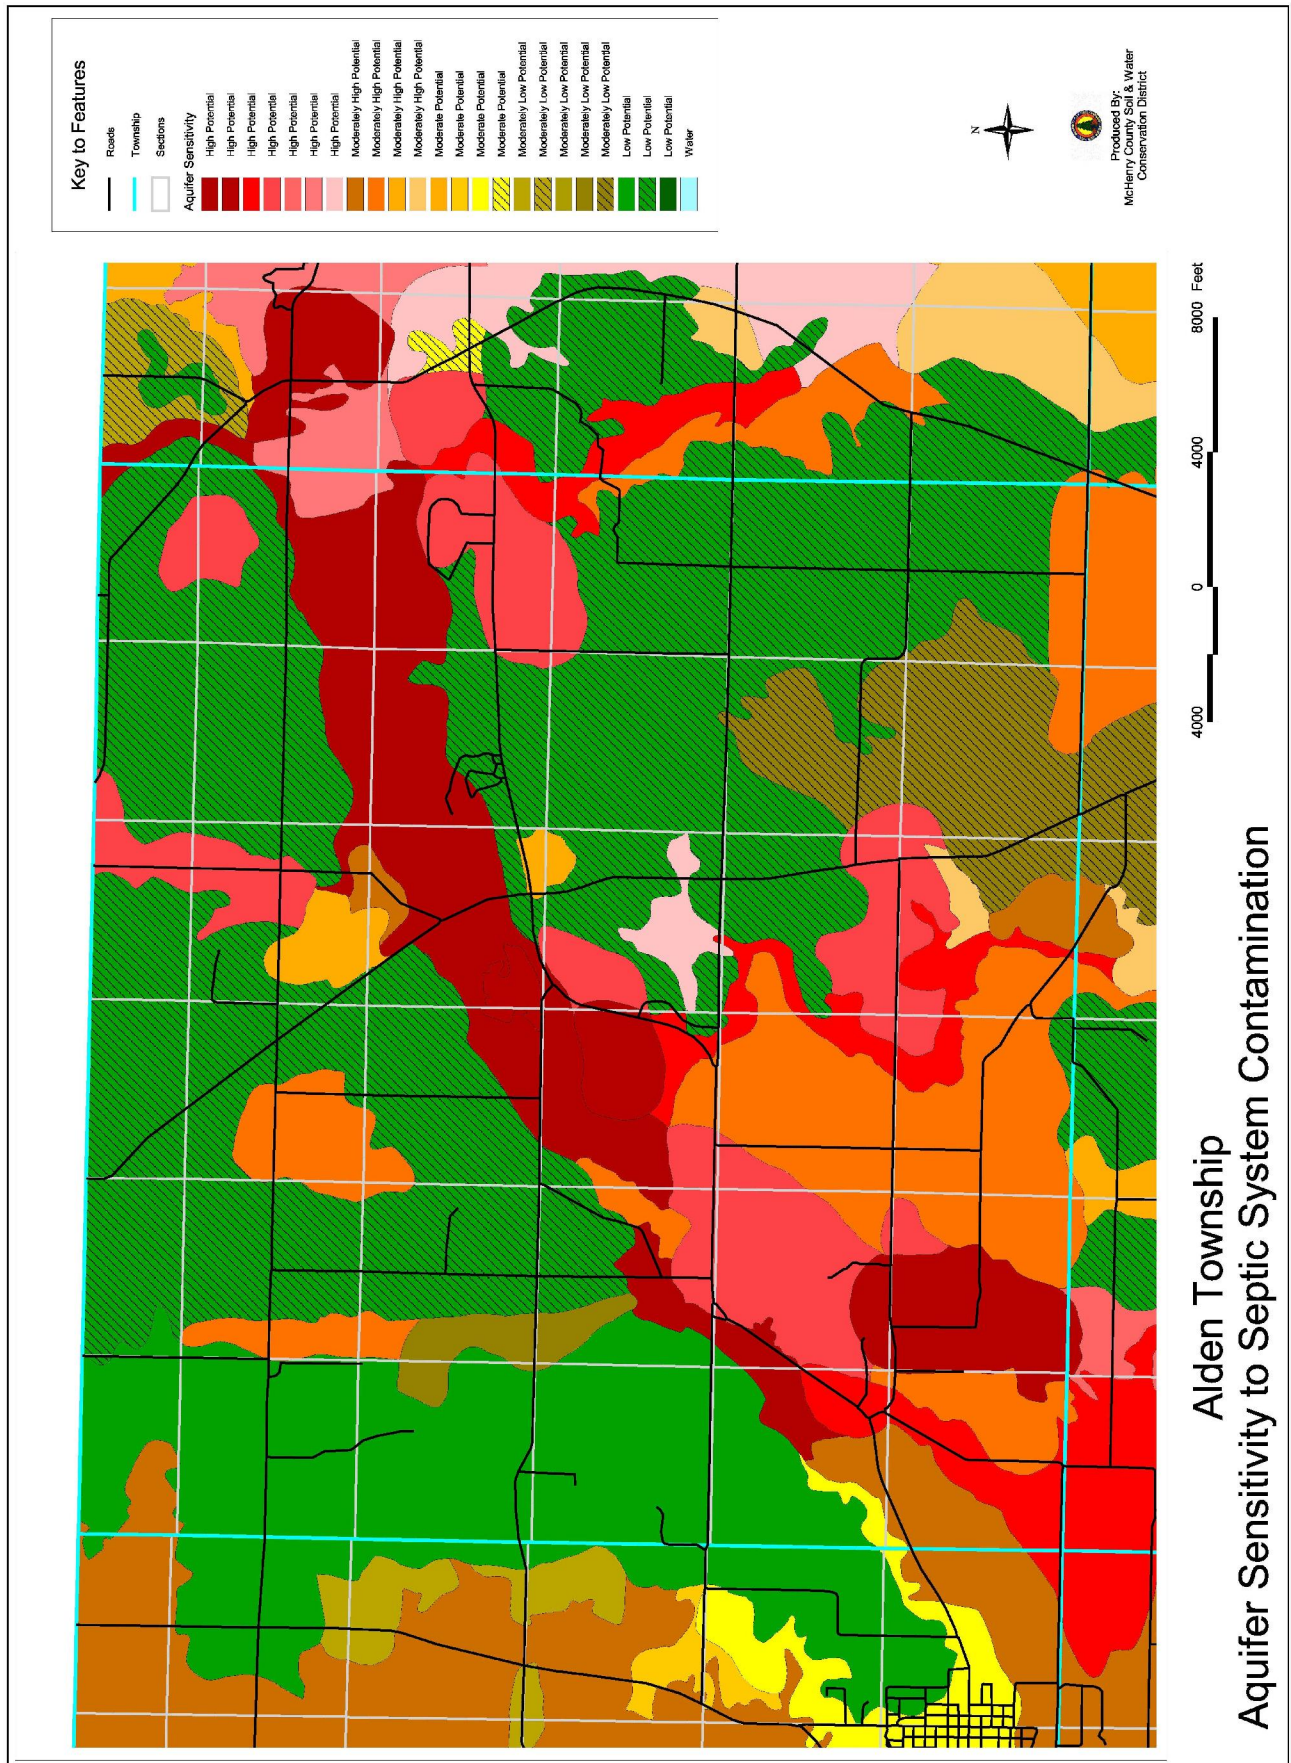 Key to Features
Roads
Township
Sections
Aquifer Sensitivity
High Potential
High Potential
High Potential
High Potential
High Potential
High Potential
High Potential
Moderately High Potential
Moderately High Potential
Moderately High Potential
Moderately High Potential
Moderate Potential
Moderate Potential
Moderate Potential
Moderate Potential
Moderately Low Potential
Moderately Low Potential
Moderately Low Potential
Moderately Low Potential
Moderately Low Potential
Low Potential
Low Potential
Low Potential
Water
N
Produced By:
McHenry County Soil & Water
Conservation District
4000 0 4000 8000 Feet
Alden Township
Aquifer Sensitivity to Septic System Contamination